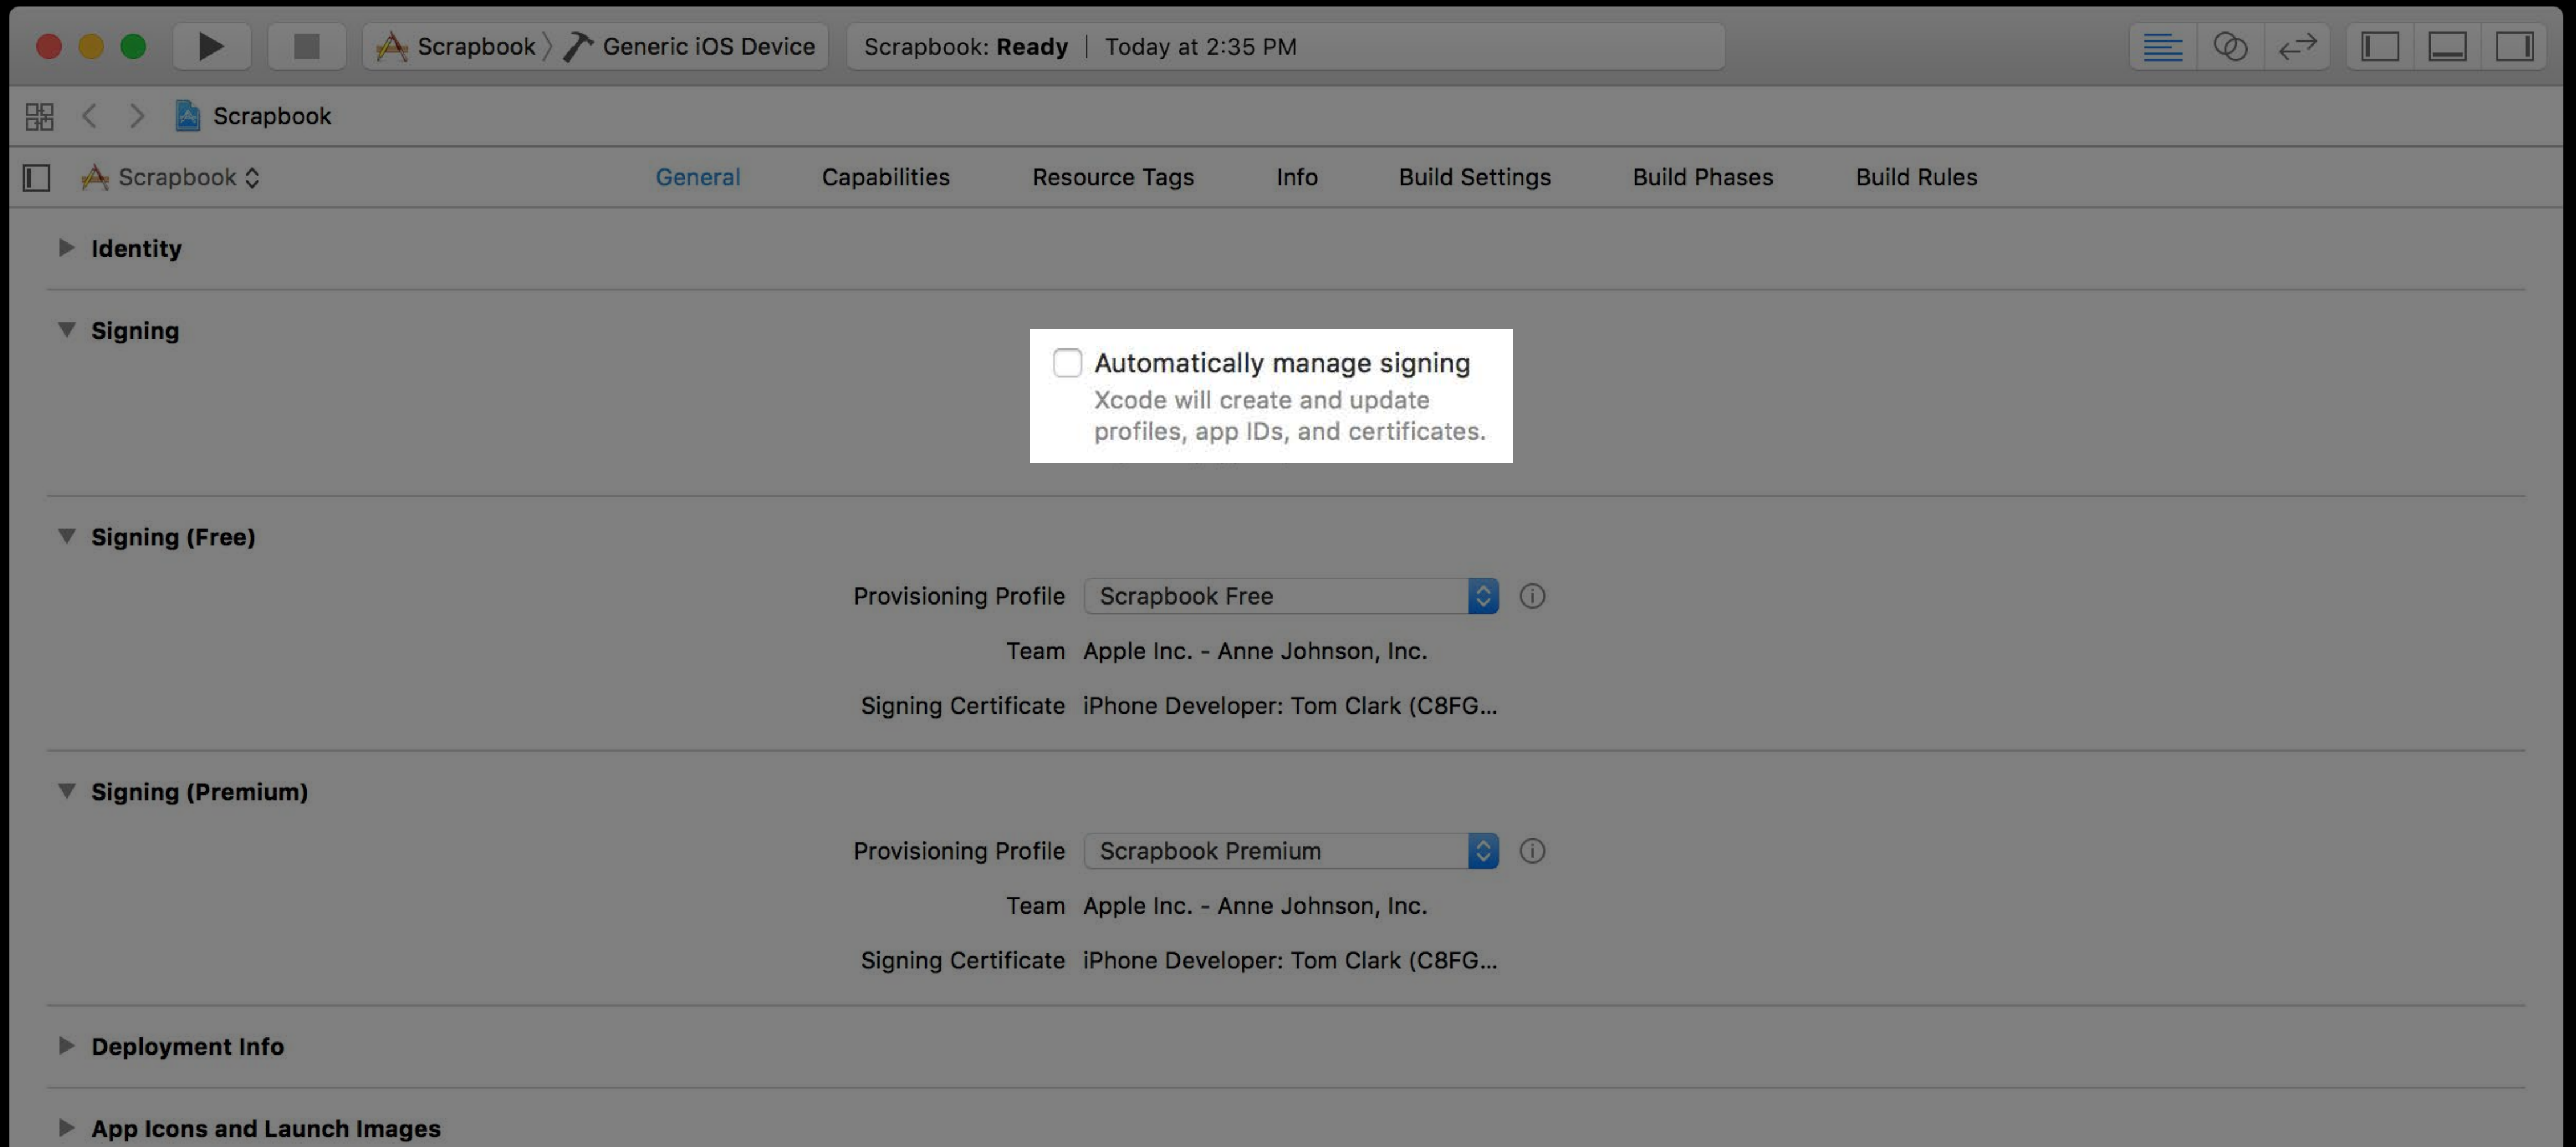 Scrapbook Generic iOS Device Scrapbook: Ready | Today at 2:35 PM
Scrapbook
Scrapbook General Capabilities Resource Tags Info Build Settings Build Phases Build Rules
Identity
Signing
Automatically manage signing
Xcode will create and update
profiles, app IDs, and certificates.
Signing (Free)
Provisioning Profile Scrapbook Free
Team Apple Inc. - Anne Johnson, Inc.
Signing Certificate iPhone Developer: Tom Clark (C8FG...
Signing (Premium)
Provisioning Profile Scrapbook Premium
Team Apple Inc. - Anne Johnson, Inc.
Signing Certificate iPhone Developer: Tom Clark (C8FG...
Deployment Info
App Icons and Launch Images